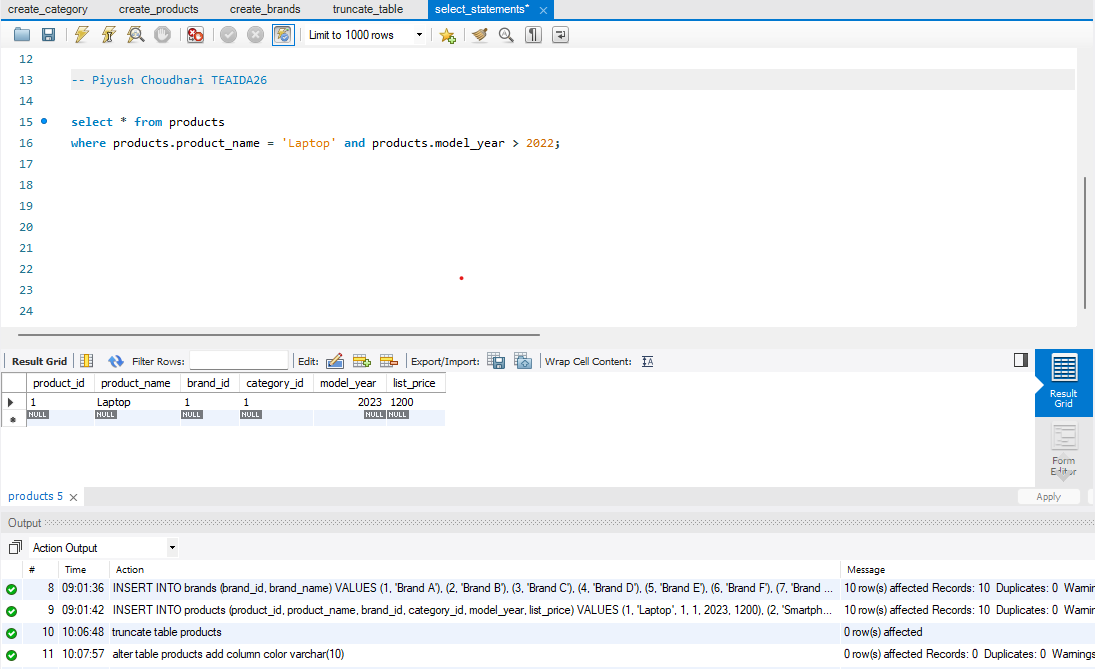 create_category create_products create_brands truncate_table select_statements* ×
Limit to 1000 rows
12
13 -- Piyush Choudhari TEAIDA26
14
15 select * from products
16 where products.product_name = 'Laptop' and products.model_year > 2022;
17
18
19
20
21
22
23
24
Result Grid Filter Rows: Edit: Export/Import: Wrap Cell Content:
product_id product_name brand_id category_id model_year list_price
1 Laptop 1 1 2023 1200
NULL NULL NULL NULL NULL NULL
Result
Grid
Form
Editor
products 5 ×
Apply
Output
Action Output
# Time Action Message
8 09:01:36 INSERT INTO brands (brand_id, brand_name) VALUES (1, 'Brand A'), (2, 'Brand B'), (3, 'Brand C'), (4, 'Brand D'), (5, 'Brand E'), (6, 'Brand F'), (7, 'Brand ... 10 row(s) affected Records: 10 Duplicates: 0 Warnin
9 09:01:42 INSERT INTO products (product_id, product_name, brand_id, category_id, model_year, list_price) VALUES (1, 'Laptop', 1, 1, 2023, 1200), (2, 'Smartph... 10 row(s) affected Records: 10 Duplicates: 0 Warnin
10 10:06:48 truncate table products 0 row(s) affected
11 10:07:57 alter table products add column color varchar(10) 0 row(s) affected Records: 0 Duplicates: 0 Warnings